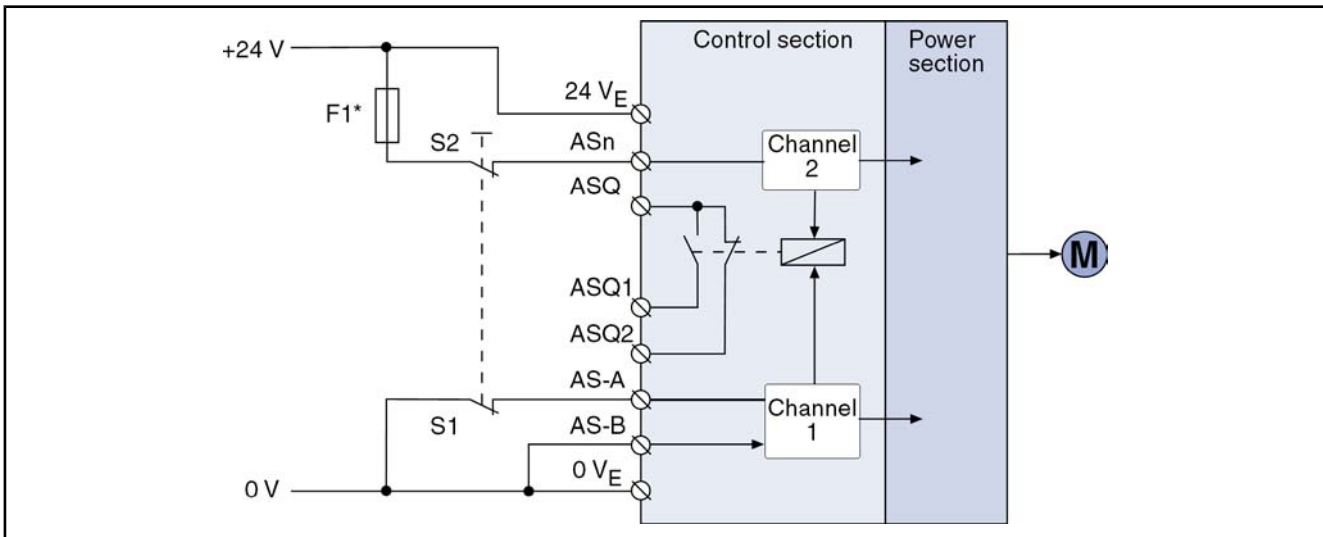 Control section
Power
section
+24 V
24 VE
F1*
S2
ASn
Channel
2
ASQ
M
ASQ1
ASQ2
AS-A
Channel
1
S1
AS-B
0 VE
0 V